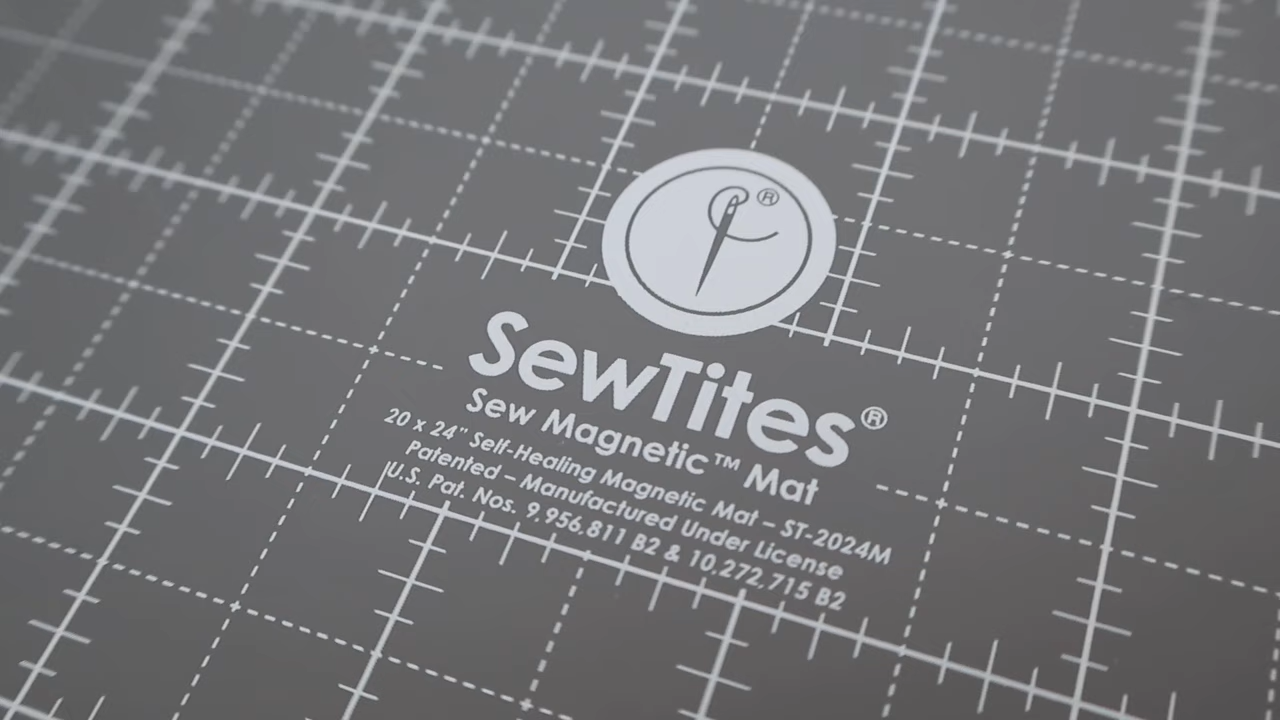 ®
SewTites®
Sew Magnetic™ Mat
20 x 24" Self-Healing Magnetic Mat – ST-2024M
Patented – Manufactured Under License
U.S. Pat. Nos. 9,956,811 B2 & 10,272,715 B2